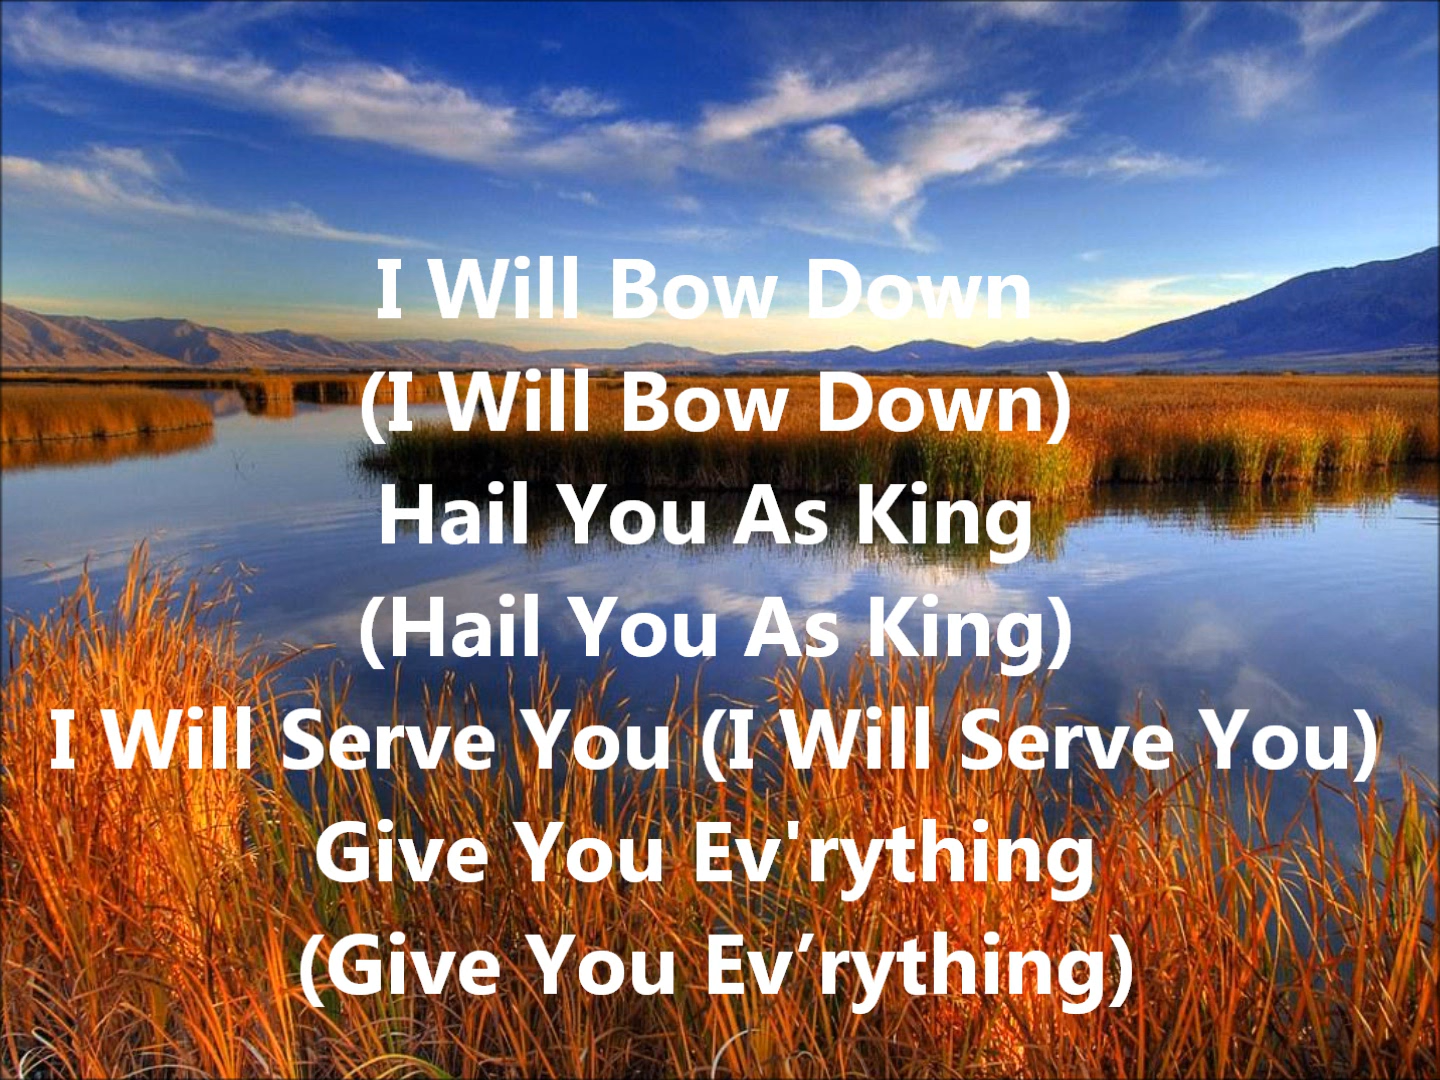 I Will Bow Down
(I Will Bow Down)
Hail You As King
(Hail You As King)
I Will Serve You (I Will Serve You)
Give You Ev'rything
(Give You Ev’rything)